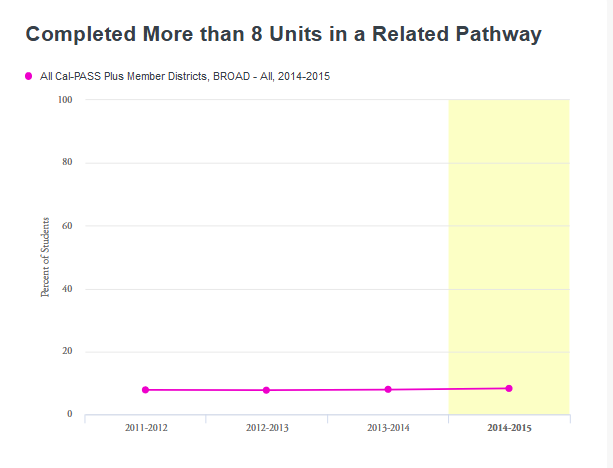 Completed More than 8 Units in a Related Pathway
All Cal-PASS Plus Member Districts, BROAD - All, 2014-2015
100
80
60
40
20
0
Percent of Students
2011-2012 2012-2013 2013-2014 2014-2015